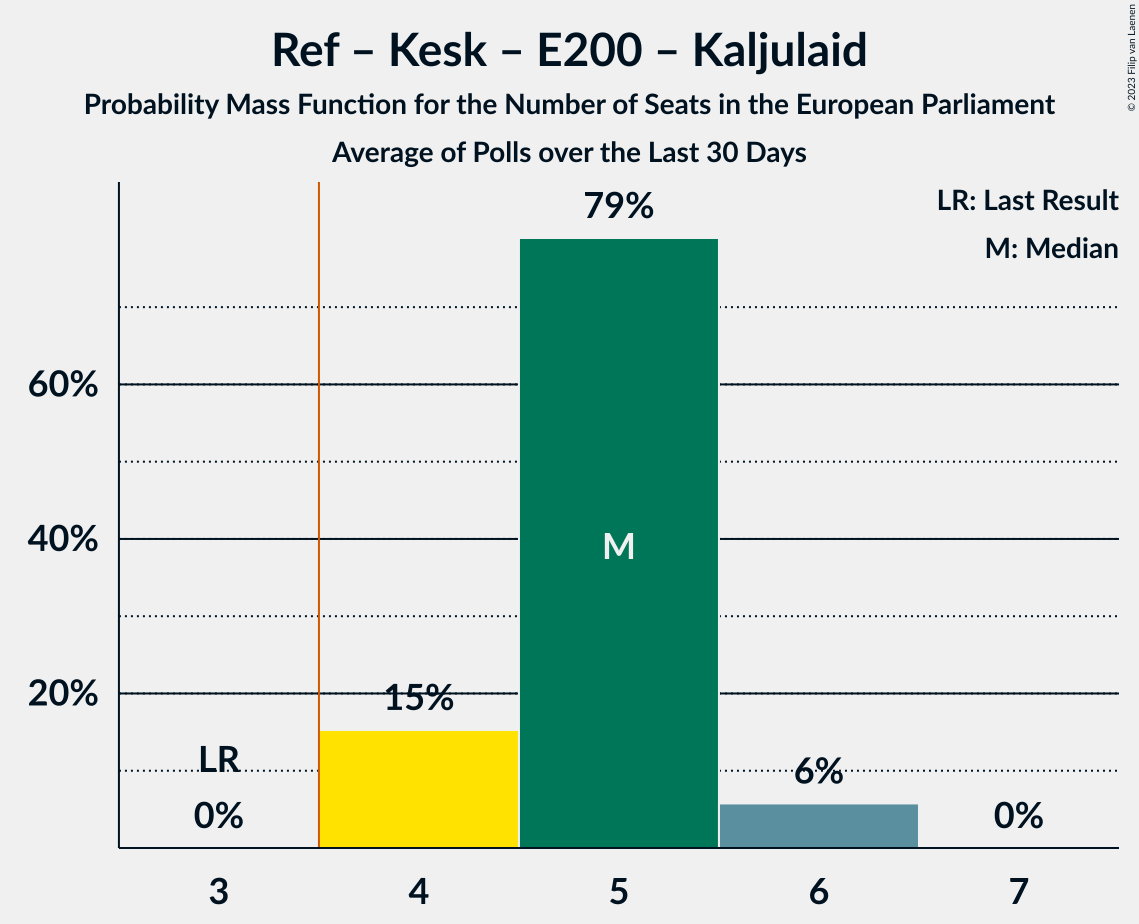 Ref – Kesk – E200 – Kaljulaid
Probability Mass Function for the Number of Seats in the European Parliament
Average of Polls over the Last 30 Days
© 2023 Filip van Laenen
LR: Last Result
M: Median
79%
60%
40%
20%
M
15%
LR
0%
6%
0%
3 4 5 6 7